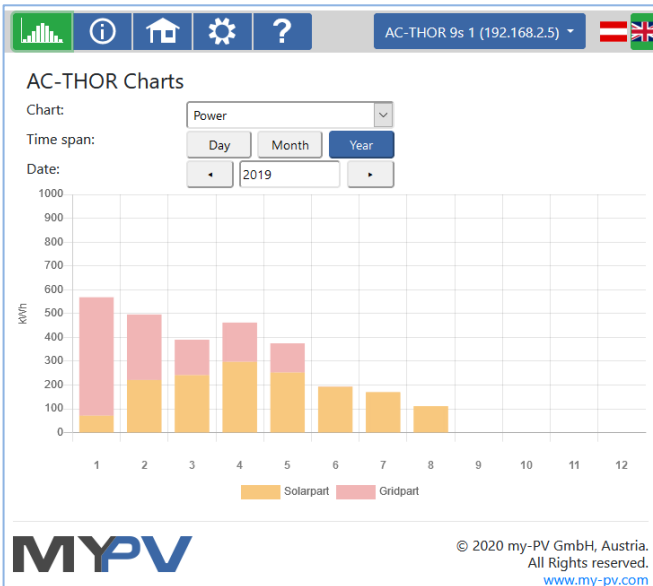 ?
AC-THOR 9s 1 (192.168.2.5)
AC-THOR Charts
Chart:
Power
Time span:
Day
Month
Year
Date:
2019
1000
900
800
700
600
500
400
300
200
100
0
kWh
1 2 3 4 5 6 7 8 9 10 11 12
Solarpart Gridpart
MYPV
© 2020 my-PV GmbH, Austria.
All Rights reserved.
www.my-pv.com